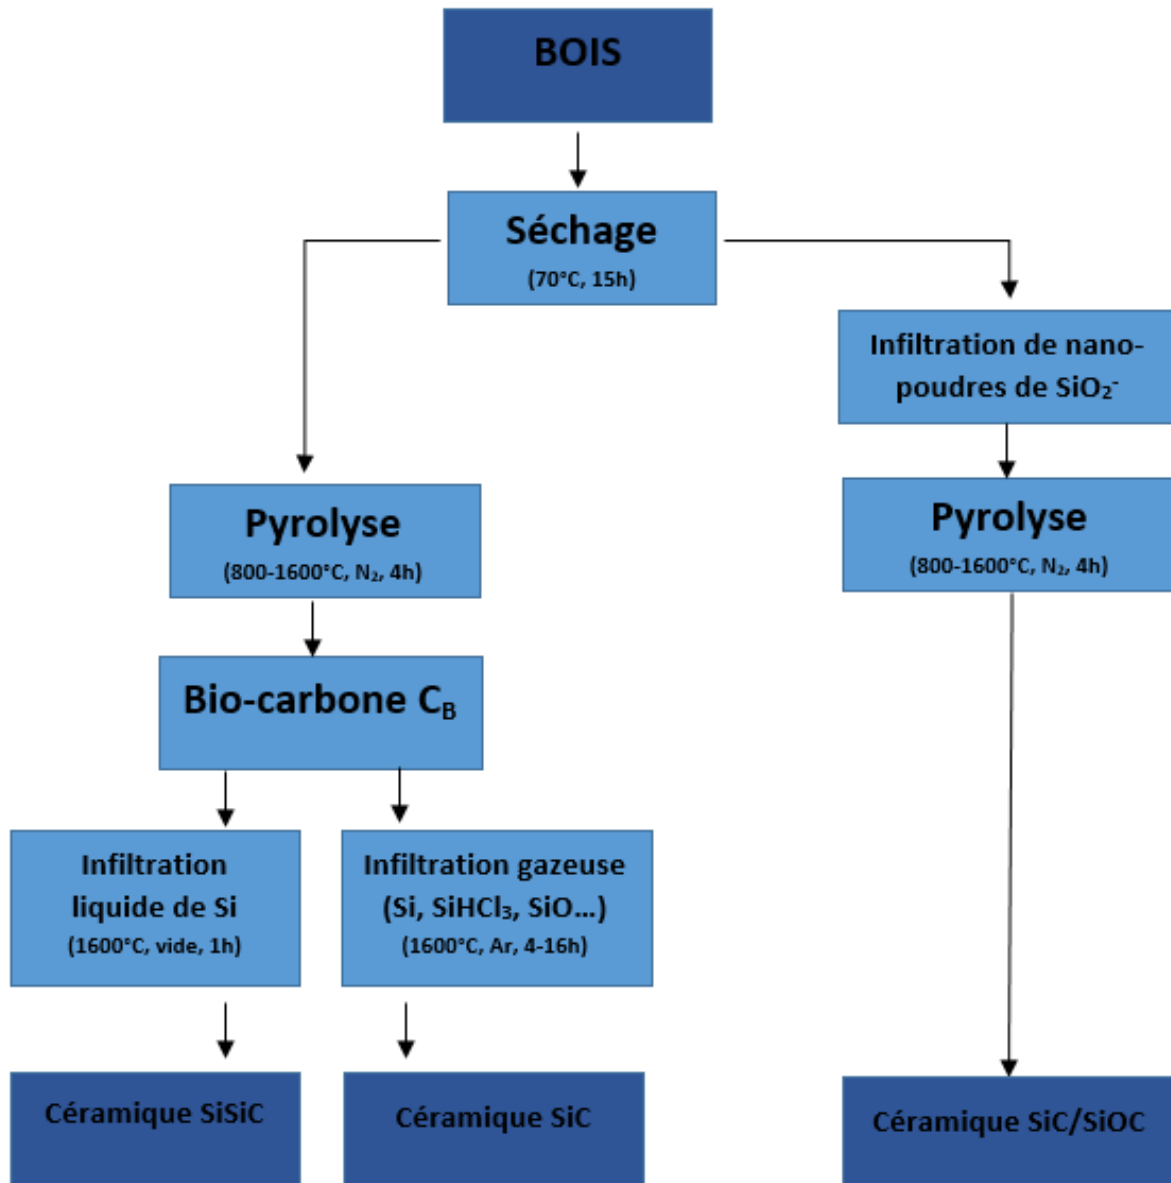 BOIS
Séchage
(70°C, 15h)
Infiltration de nano-
poudres de SiO₂⁻
Pyrolyse
(800-1600°C, N₂, 4h)
Pyrolyse
(800-1600°C, N₂, 4h)
Bio-carbone C_B
Infiltration
liquide de Si
(1600°C, vide, 1h)
Infiltration gazeuse
(Si, SiHCl₃, SiO...)
(1600°C, Ar, 4-16h)
Céramique SiSiC
Céramique SiC
Céramique SiC/SiOC